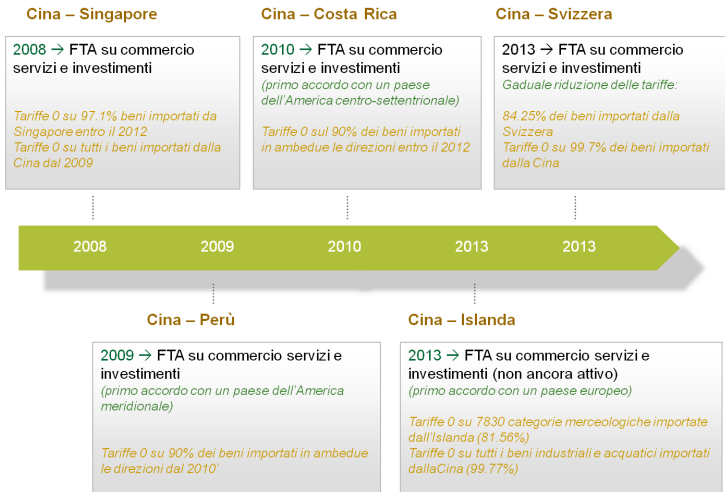 Cina – Singapore
2008 → FTA su commercio
servizi e investimenti
Tariffe 0 su 97.1% beni importati da
Singapore entro il 2012
Tariffe 0 su tutti i beni importati dalla
Cina dal 2009
Cina – Costa Rica
2010 → FTA su commercio
servizi e investimenti
(primo accordo con un paese
dell'America centro-settentrionale)
Tariffe 0 sul 90% dei beni importati
in ambedue le direzioni entro il 2012
Cina – Svizzera
2013 → FTA su commercio
servizi e investimenti
Gaduale riduzione delle tariffe:
84.25% dei beni importati dalla
Svizzera
Tariffe 0 su 99.7% dei beni importati
dalla Cina
2008 2009 2010 2013 2013
Cina – Perù
2009 → FTA su commercio servizi e
investimenti
(primo accordo con un paese dell'America
meridionale)
Tariffe 0 su 90% dei beni importati in ambedue
le direzioni dal 2010'
Cina – Islanda
2013 → FTA su commercio servizi e
investimenti (non ancora attivo)
(primo accordo con un paese europeo)
Tariffe 0 su 7830 categorie merceologiche importate
dall'Islanda (81.56%)
Tariffe 0 su tutti i beni industriali e acquatici importati
dallaCina (99.77%)